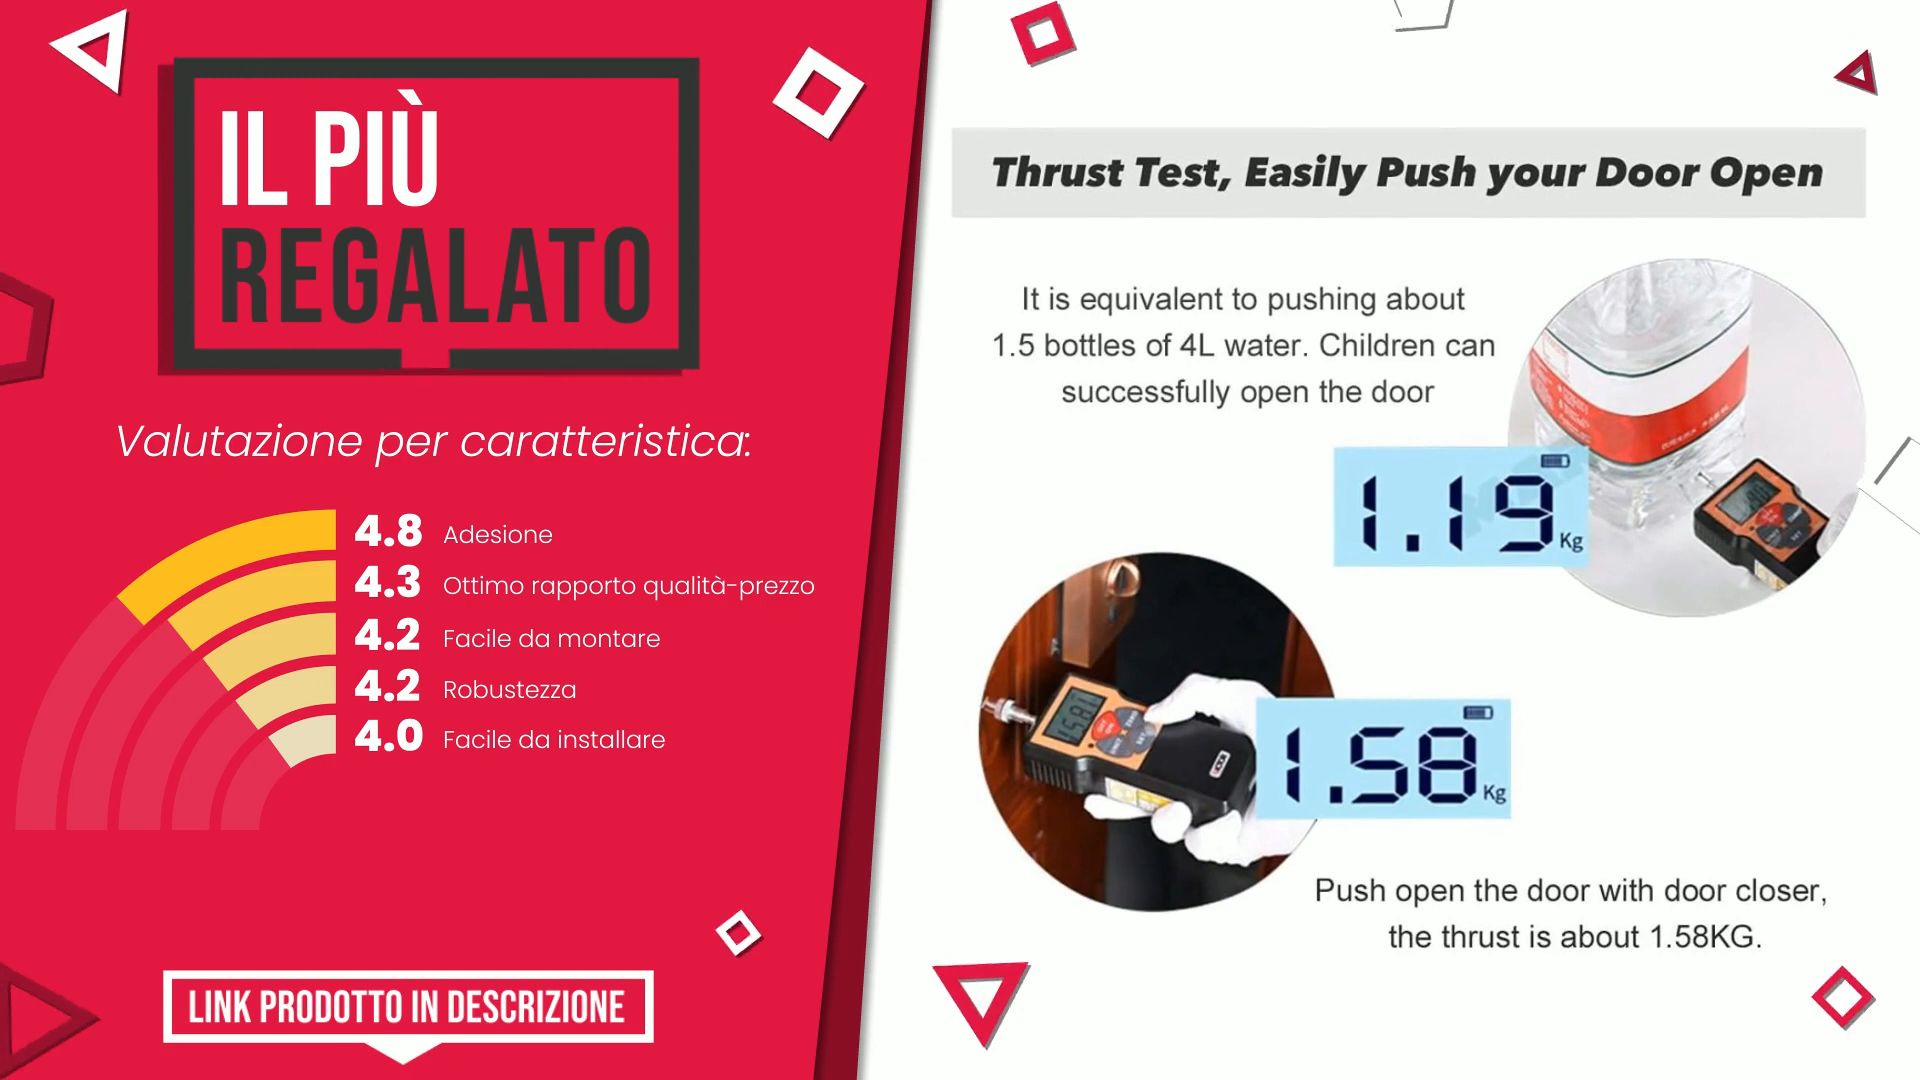 IL PIÙ
REGALATO
Valutazione per caratteristica:
4.8 Adesione
4.3 Ottimo rapporto qualità-prezzo
4.2 Facile da montare
4.2 Robustezza
4.0 Facile da installare
LINK PRODOTTO IN DESCRIZIONE
Thrust Test, Easily Push your Door Open
It is equivalent to pushing about
1.5 bottles of 4L water. Children can
successfully open the door
1.19 Kg
1.58 Kg
Push open the door with door closer,
the thrust is about 1.58KG.